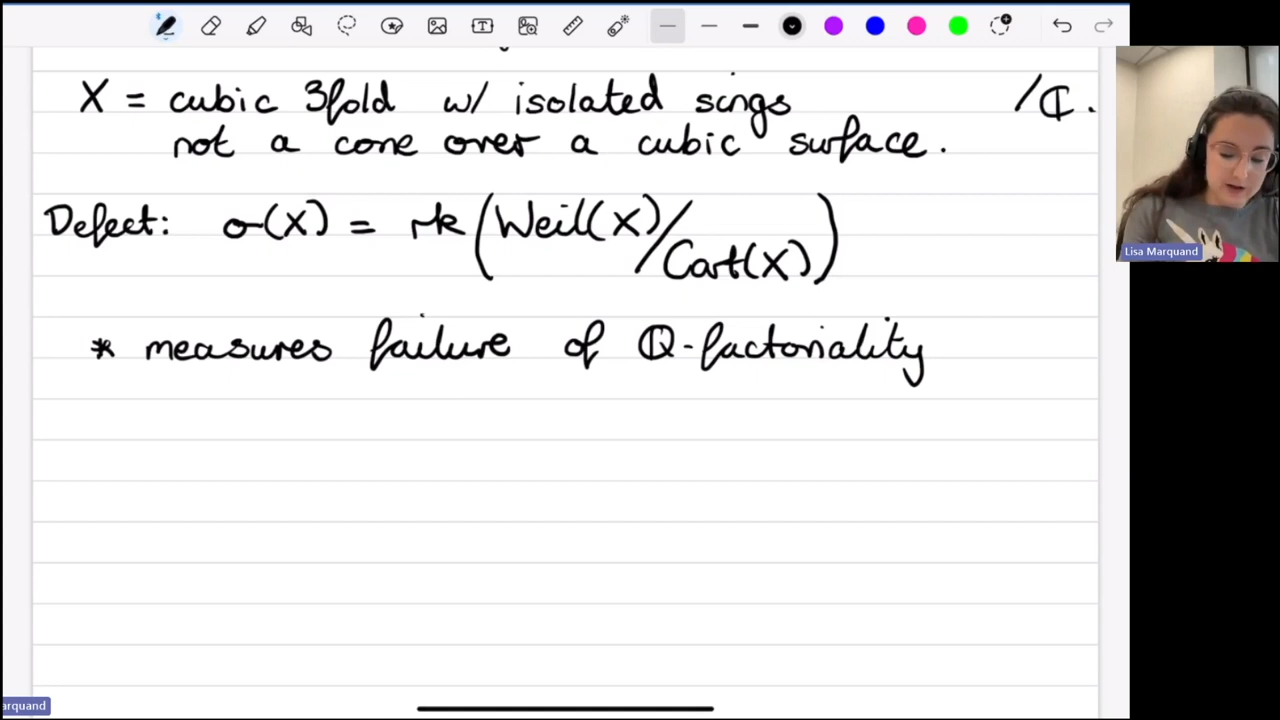 X = cubic 3fold w/ isolated sings /ℂ.
not a cone over a cubic surface.
Defect: σ(X) = rk(Weil(X)/Cart(X))
* measures failure of ℚ-factoriality
Lisa Marquand
arquand